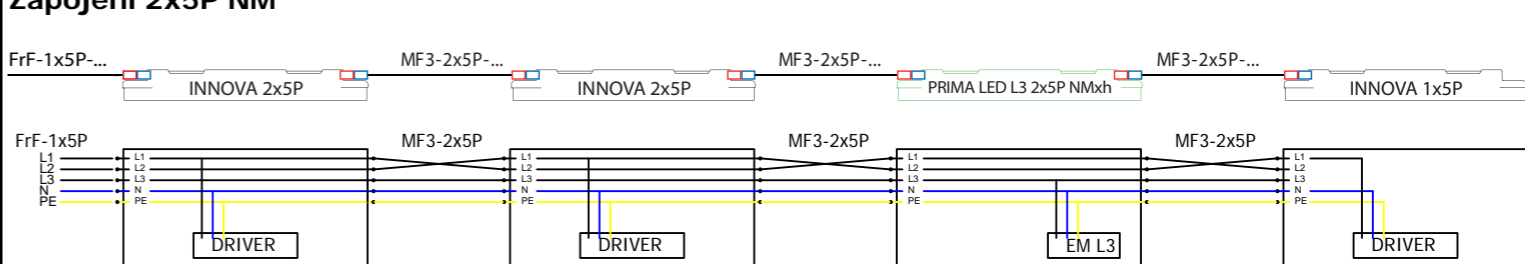 Zapojení 2x5P NM
FrF-1x5P-... MF3-2x5P-... MF3-2x5P-... MF3-2x5P-...
INNOVA 2x5P INNOVA 2x5P PRIMA LED L3 2x5P NMxh INNOVA 1x5P
FrF-1x5P MF3-2x5P MF3-2x5P MF3-2x5P
L1 L1 L1 L1 L1
L2 L2 L2 L2 L2
L3 L3 L3 L3 L3
N N N N N
PE PE PE PE PE
DRIVER DRIVER EM L3 DRIVER